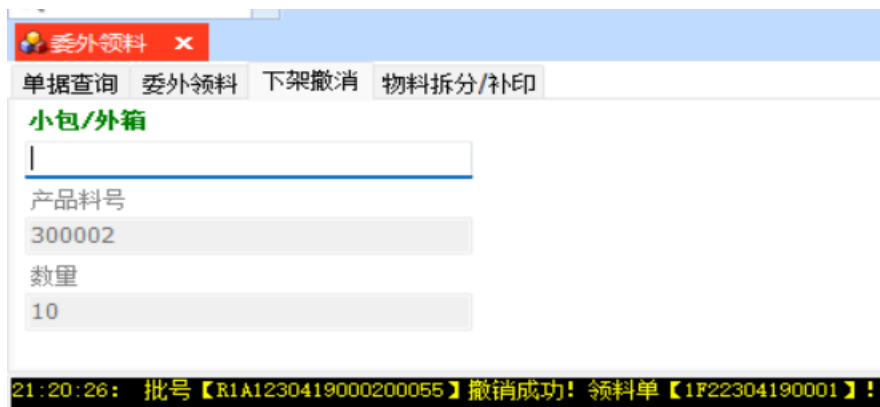 委外领料 ×
单据查询 委外领料 下架撤消 物料拆分/补印
小包/外箱
产品料号
300002
数量
10
21:20:26: 批号【R1A1230419000200055】撤销成功! 领料单【1F22304190001】!